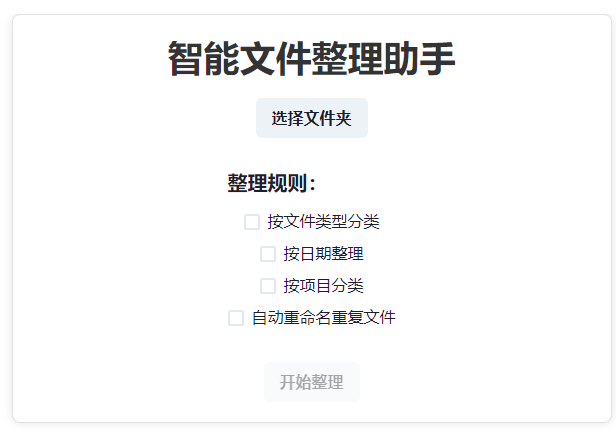 智能文件整理助手
选择文件夹
整理规则：
按文件类型分类
按日期整理
按项目分类
自动重命名重复文件
开始整理